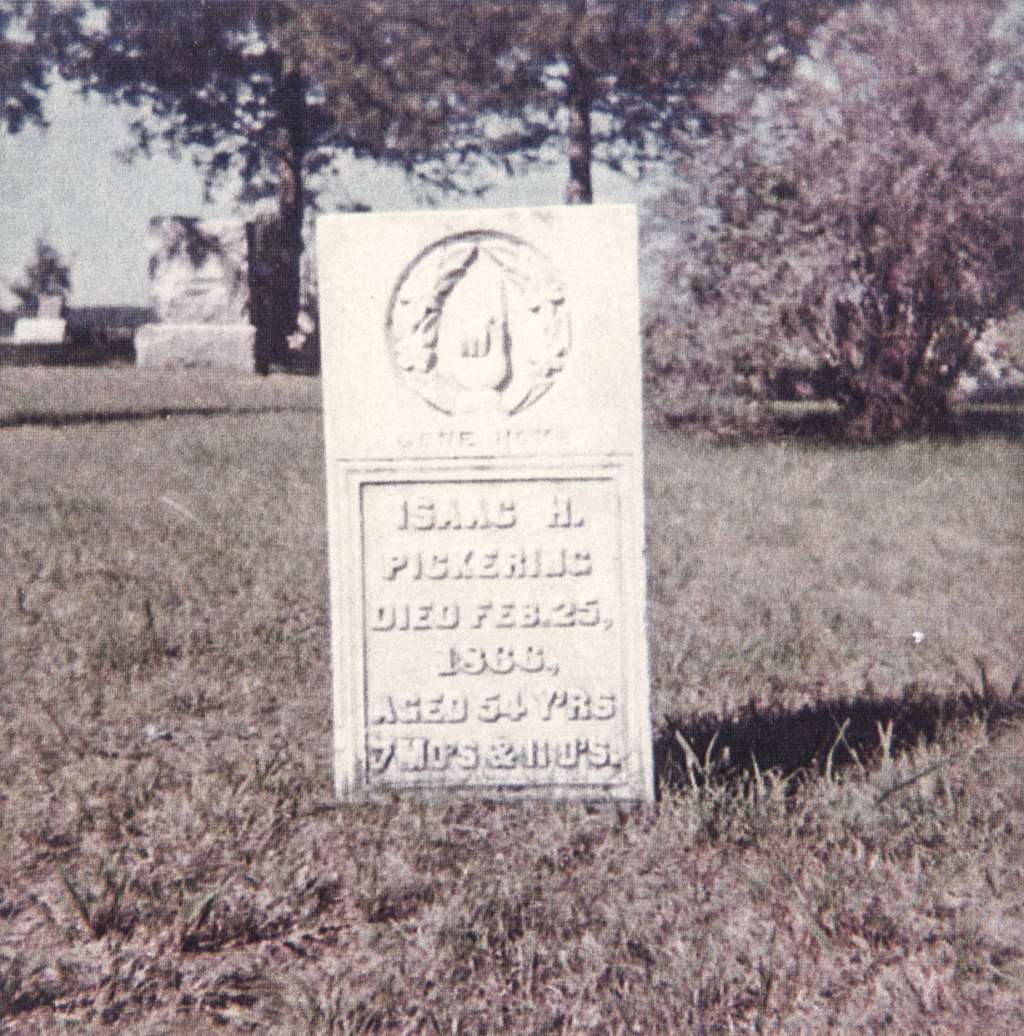 GONE HOME
ISAAC H.
PICKERING
DIED FEB. 25,
1866,
AGED 54 Y'RS
7 MO'S & 11 D'S.